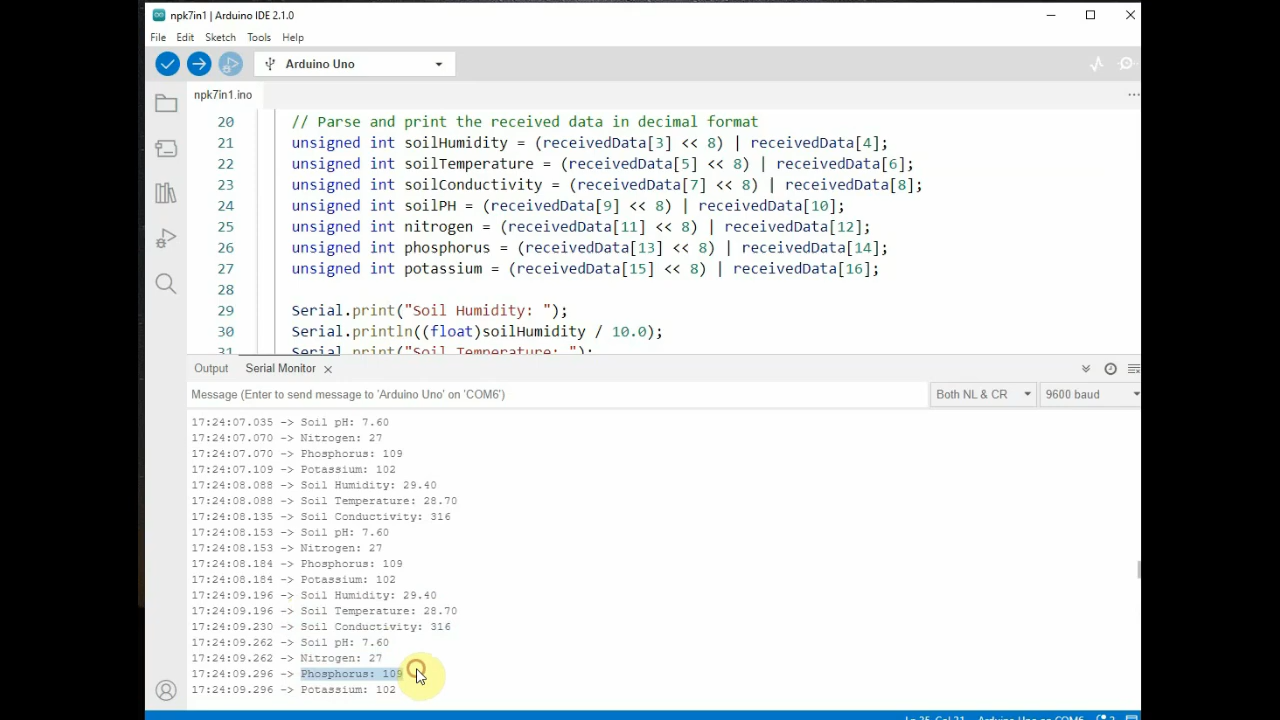 npk7in1 | Arduino IDE 2.1.0
File Edit Sketch Tools Help
Arduino Uno
npk7in1.ino
20 // Parse and print the received data in decimal format
21 unsigned int soilHumidity = (receivedData[3] << 8) | receivedData[4];
22 unsigned int soilTemperature = (receivedData[5] << 8) | receivedData[6];
23 unsigned int soilConductivity = (receivedData[7] << 8) | receivedData[8];
24 unsigned int soilPH = (receivedData[9] << 8) | receivedData[10];
25 unsigned int nitrogen = (receivedData[11] << 8) | receivedData[12];
26 unsigned int phosphorus = (receivedData[13] << 8) | receivedData[14];
27 unsigned int potassium = (receivedData[15] << 8) | receivedData[16];
28
29 Serial.print("Soil Humidity: ");
30 Serial.println((float)soilHumidity / 10.0);
31 Serial.print("Soil Temperature: ");
Output Serial Monitor
Message (Enter to send message to 'Arduino Uno' on 'COM6') Both NL & CR 9600 baud
17:24:07.035 -> Soil pH: 7.60
17:24:07.070 -> Nitrogen: 27
17:24:07.070 -> Phosphorus: 109
17:24:07.109 -> Potassium: 102
17:24:08.088 -> Soil Humidity: 29.40
17:24:08.088 -> Soil Temperature: 28.70
17:24:08.135 -> Soil Conductivity: 316
17:24:08.153 -> Soil pH: 7.60
17:24:08.153 -> Nitrogen: 27
17:24:08.184 -> Phosphorus: 109
17:24:08.184 -> Potassium: 102
17:24:09.196 -> Soil Humidity: 29.40
17:24:09.196 -> Soil Temperature: 28.70
17:24:09.230 -> Soil Conductivity: 316
17:24:09.262 -> Soil pH: 7.60
17:24:09.262 -> Nitrogen: 27
17:24:09.296 -> Phosphorus: 109
17:24:09.296 -> Potassium: 102